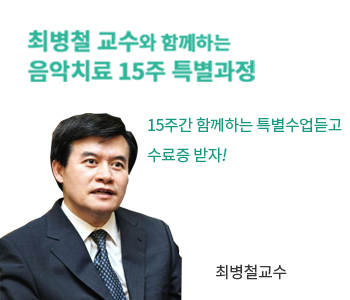 최병철 교수와 함께하는
음악치료 15주 특별과정
15주간 함께하는 특별수업듣고
수료증 받자!
최병철교수